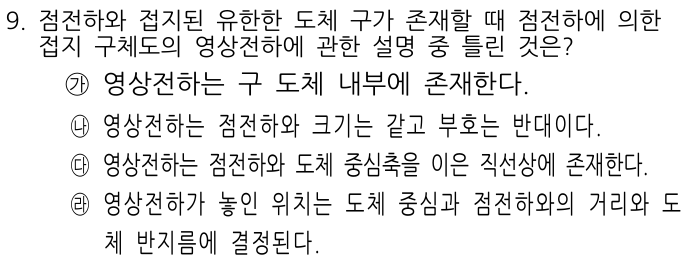 9. 점전하와 접지된 유한한 도체 구가 존재할 때 점전하에 의한
접지 구체도의 영상전하에 관한 설명 중 틀린 것은?
㉮ 영상전하는 구 도체 내부에 존재한다.
㉯ 영상전하는 점전하와 크기는 같고 부호는 반대이다.
㉰ 영상전하는 점전하와 도체 중심축을 이은 직선상에 존재한다.
㉱ 영상전하가 놓인 위치는 도체 중심과 점전하와의 거리와 도
체 반지름에 결정된다.